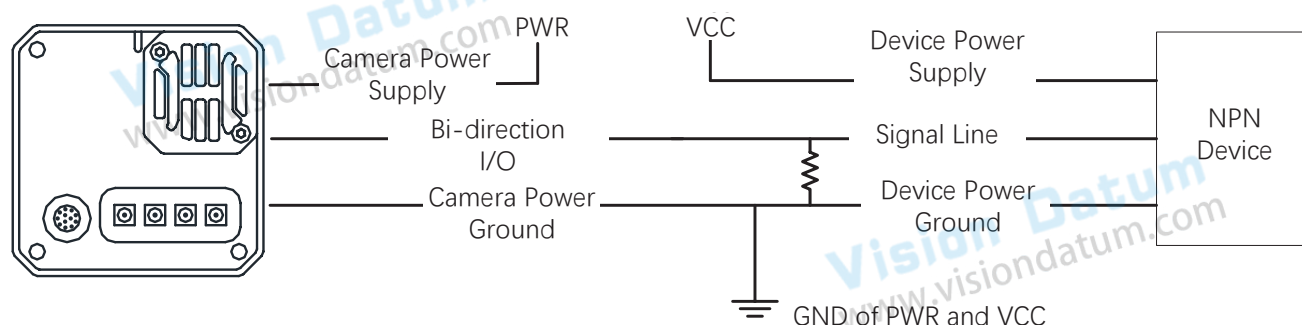 Vision Datum
www.visiondatum.com
PWR
VCC
Camera Power
Supply
Device Power
Supply
Bi-direction
I/O
Signal Line
NPN
Device
Camera Power
Ground
Device Power
Ground
Vision Datum
www.visiondatum.com
GND of PWR and VCC